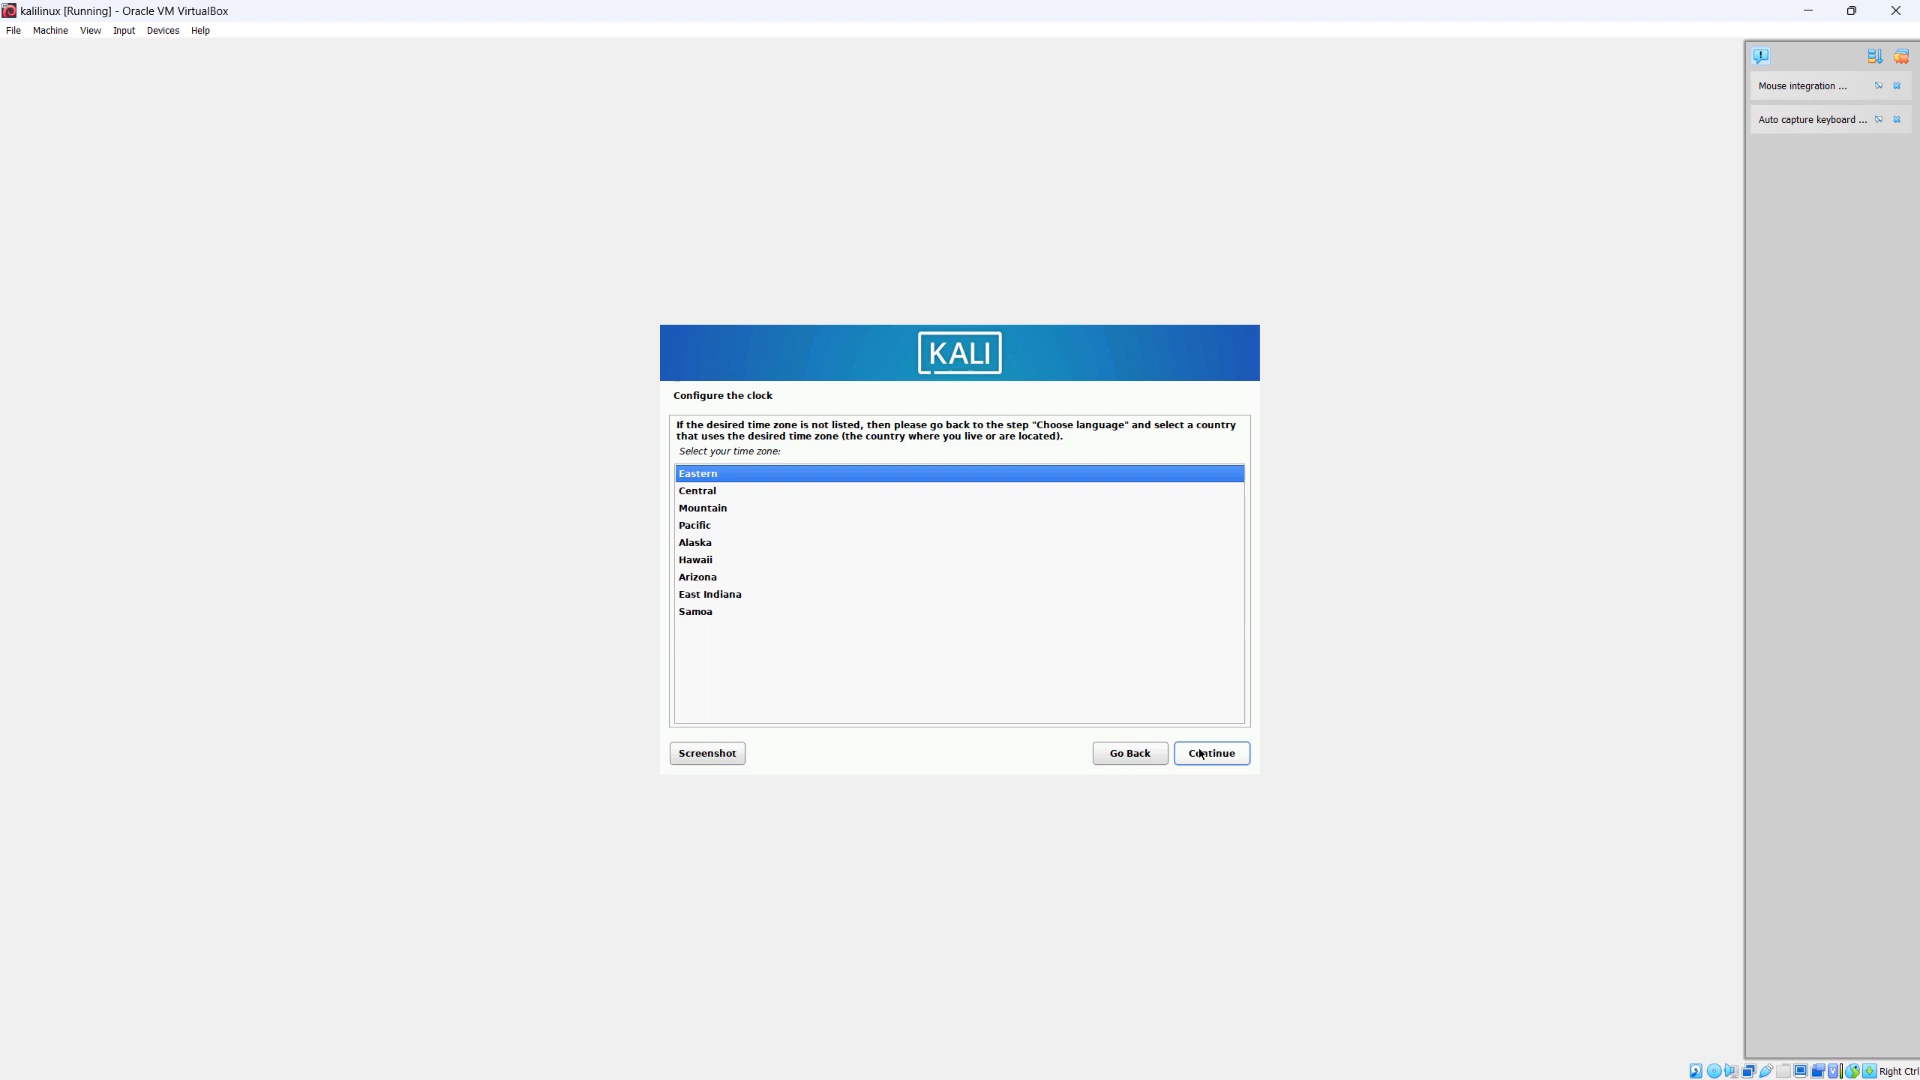 kalilinux [Running] - Oracle VM VirtualBox
File Machine View Input Devices Help
Mouse integration ...
Auto capture keyboard ...
KALI
Configure the clock
If the desired time zone is not listed, then please go back to the step "Choose language" and select a country
that uses the desired time zone (the country where you live or are located).
Select your time zone:
Eastern
Central
Mountain
Pacific
Alaska
Hawaii
Arizona
East Indiana
Samoa
Screenshot Go Back Continue
Right Ctrl